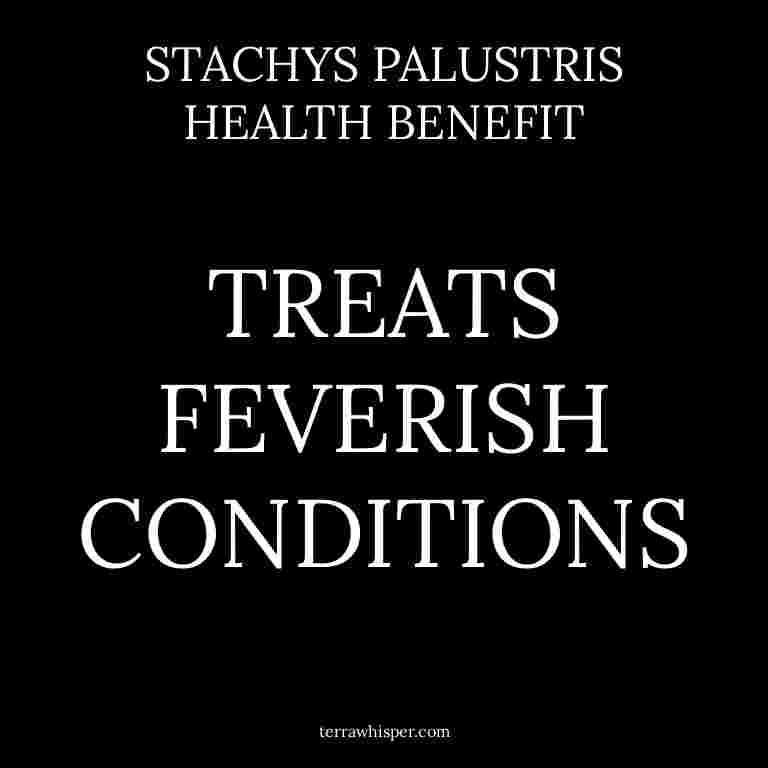 STACHYS PALUSTRIS
HEALTH BENEFIT
TREATS
FEVERISH
CONDITIONS
terrawhisper.com